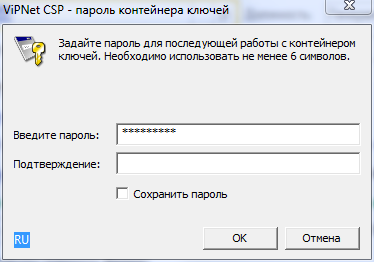 ViPNet CSP - пароль контейнера ключей
Задайте пароль для последующей работы с контейнером
ключей. Необходимо использовать не менее 6 символов.
Введите пароль: *********
Подтверждение:
Сохранить пароль
RU OK Отмена